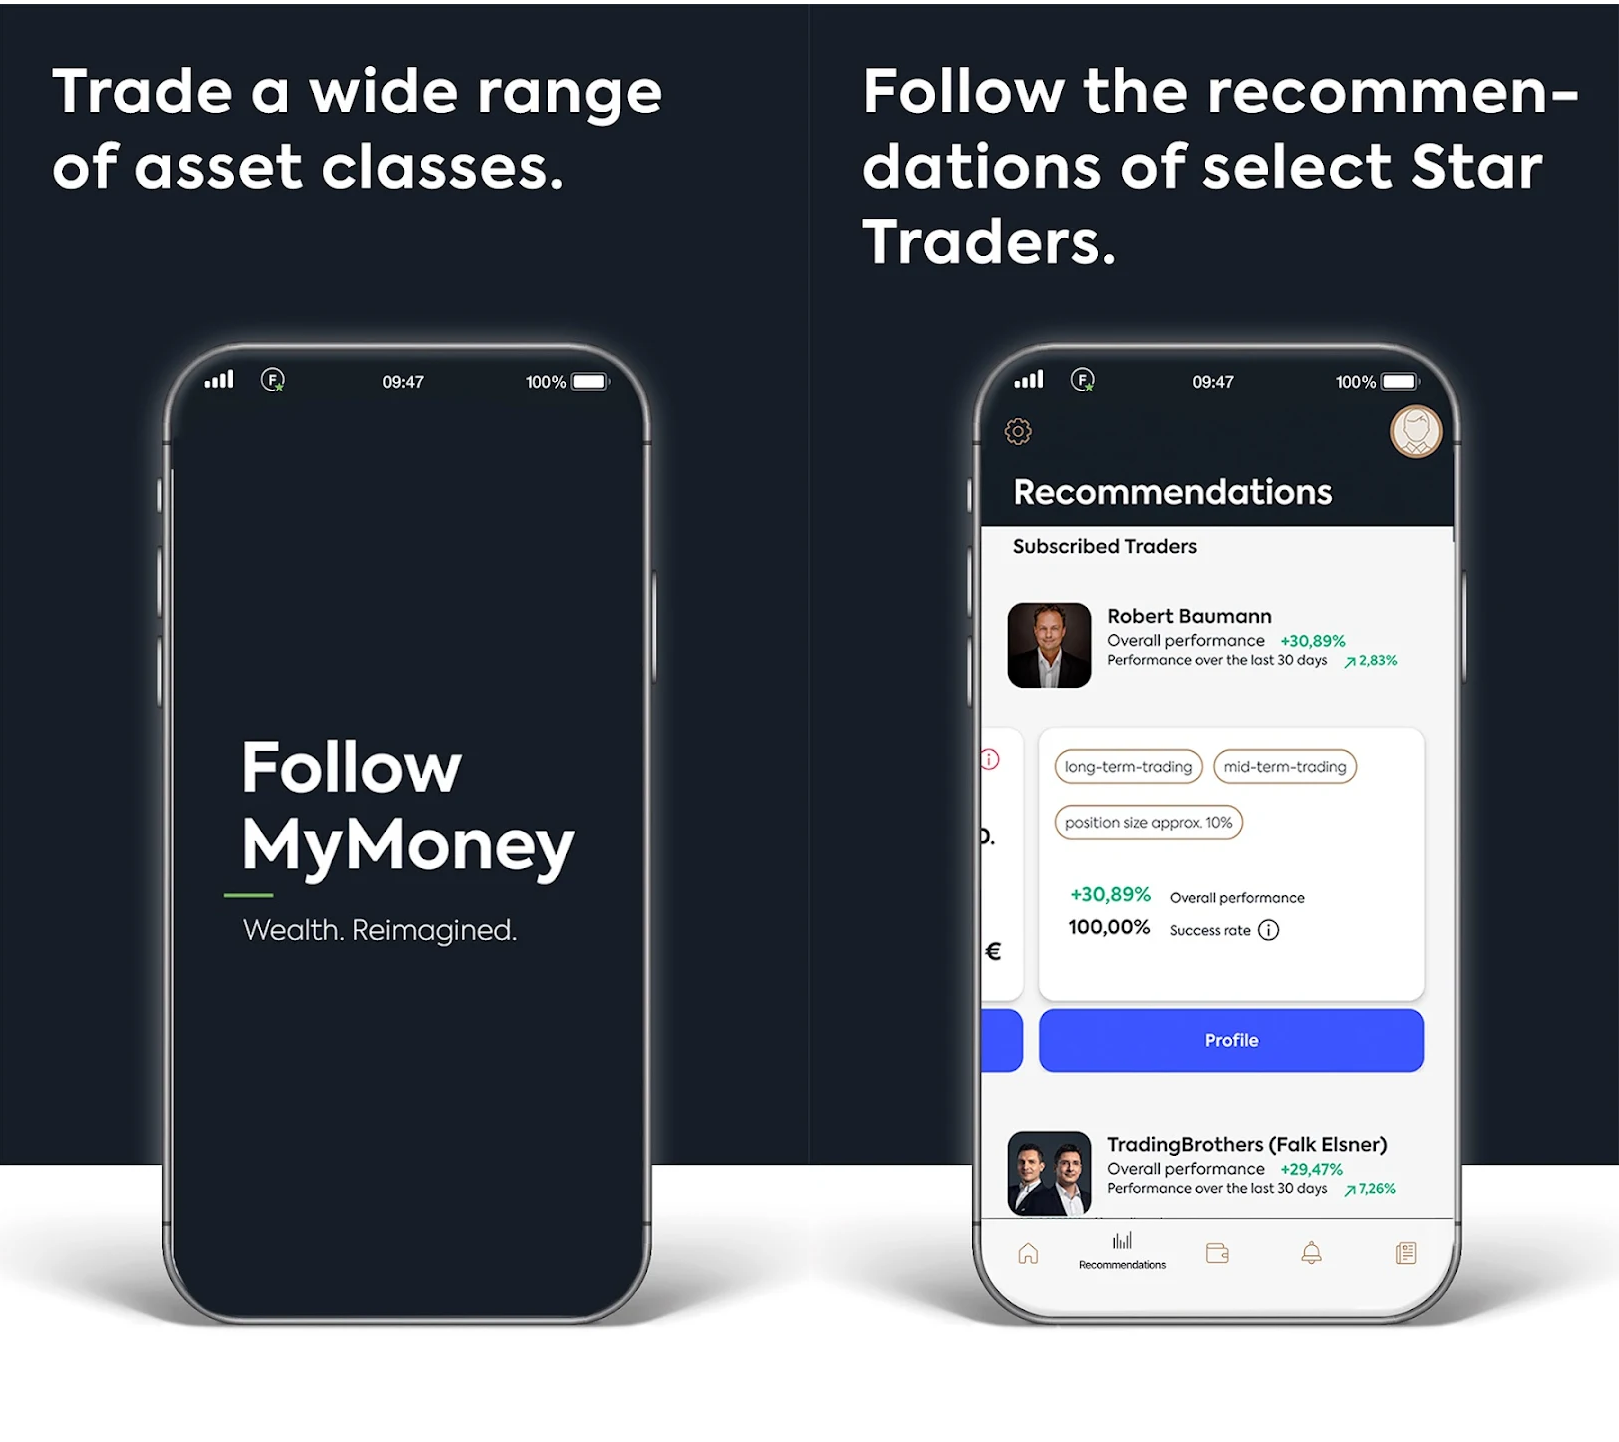 Trade a wide range
of asset classes.
F
09:47
100%
Follow
MyMoney
Wealth. Reimagined.
Follow the recommen-
dations of select Star
Traders.
F
09:47
100%
Recommendations
Subscribed Traders
Robert Baumann
Overall performance +30,89%
Performance over the last 30 days 2,83%
long-term-trading mid-term-trading
position size approx. 10%
+30,89% Overall performance
100,00% Success rate
€
Profile
TradingBrothers (Falk Elsner)
Overall performance +29,47%
Performance over the last 30 days 7,26%
Recommendations